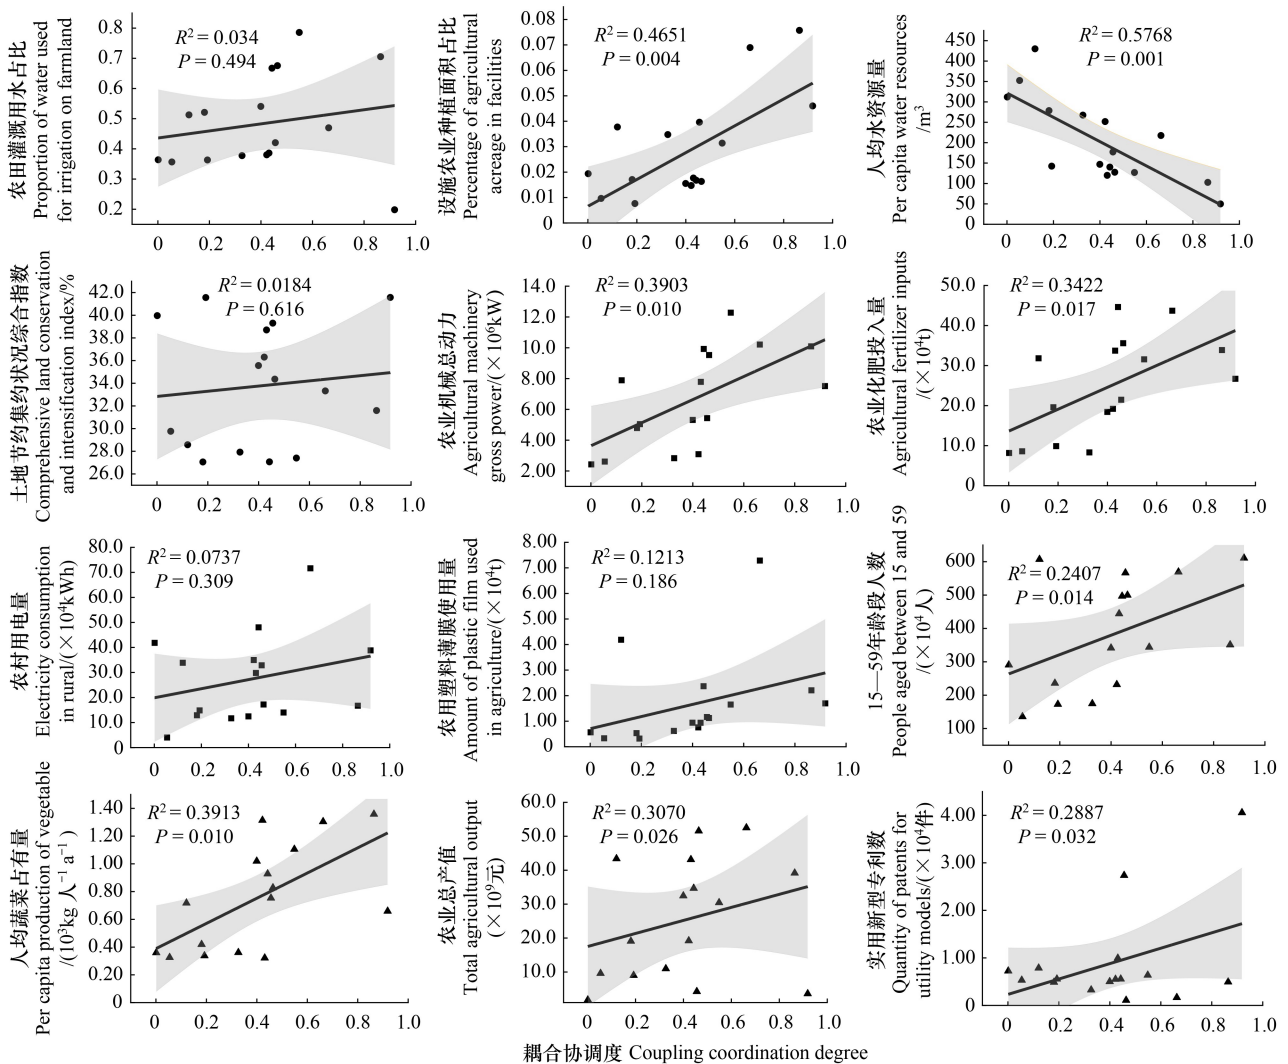 农田灌溉用水占比
Proportion of water used
for irrigation on farmland
0.8
0.7
0.6
0.5
0.4
0.3
0.2
R² = 0.034
P = 0.494
0 0.2 0.4 0.6 0.8 1.0
设施农业种植面积占比
Percentage of agricultural
acreage in facilities
0.08
0.07
0.06
0.05
0.04
0.03
0.02
0.01
0
R² = 0.4651
P = 0.004
0 0.2 0.4 0.6 0.8 1.0
人均水资源量
Per capita water resources
/m³
450
400
350
300
250
200
150
100
50
0
R² = 0.5768
P = 0.001
0 0.2 0.4 0.6 0.8 1.0
土地节约集约状况综合指数
Comprehensive land conservation
and intensification index/%
42.0
40.0
38.0
36.0
34.0
32.0
30.0
28.0
26.0
R² = 0.0184
P = 0.616
0 0.2 0.4 0.6 0.8 1.0
农业机械总动力
Agricultural machinery
gross power/(×10⁶kW)
14.0
12.0
10.0
8.00
6.00
4.00
2.00
R² = 0.3903
P = 0.010
0 0.2 0.4 0.6 0.8 1.0
农业化肥投入量
Agricultural fertilizer inputs
/(×10⁴t)
50.0
40.0
30.0
20.0
10.0
0
R² = 0.3422
P = 0.017
0 0.2 0.4 0.6 0.8 1.0
农村用电量
Electricity consumption
in rural/(×10⁴kWh)
80.0
70.0
60.0
50.0
40.0
30.0
20.0
10.0
0
R² = 0.0737
P = 0.309
0 0.2 0.4 0.6 0.8 1.0
农用塑料薄膜使用量
Amount of plastic film used
in agriculture/(×10⁴t)
8.00
7.00
6.00
5.00
4.00
3.00
2.00
1.00
0
R² = 0.1213
P = 0.186
0 0.2 0.4 0.6 0.8 1.0
15—59年龄段人数
People aged between 15 and 59
/(×10⁴人)
600
500
400
300
200
100
R² = 0.2407
P = 0.014
0 0.2 0.4 0.6 0.8 1.0
人均蔬菜占有量
Per capita production of vegetable
/(10³kg 人⁻¹ a⁻¹)
1.40
1.20
1.00
0.80
0.60
0.40
0.20
0
R² = 0.3913
P = 0.010
0 0.2 0.4 0.6 0.8 1.0
农业总产值
Total agricultural output
(×10⁹元)
60.0
50.0
40.0
30.0
20.0
10.0
R² = 0.3070
P = 0.026
0 0.2 0.4 0.6 0.8 1.0
实用新型专利数
Quantity of patents for
utility models/(×10⁴件)
4.00
3.00
2.00
1.00
0
R² = 0.2887
P = 0.032
0 0.2 0.4 0.6 0.8 1.0
耦合协调度 Coupling coordination degree